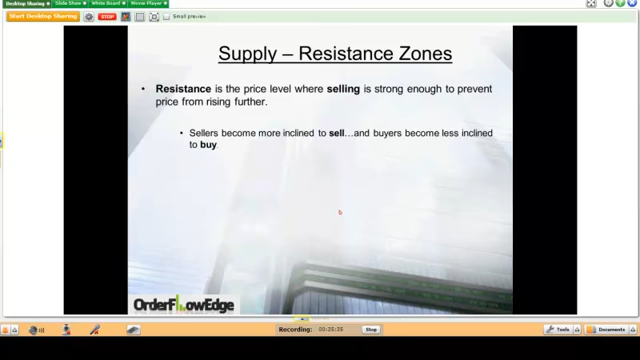 Desktop Sharing Slide Show White Board Movie Player
Start Desktop Sharing STOP Small preview
Supply – Resistance Zones
• Resistance is the price level where selling is strong enough to prevent
price from rising further.
• Sellers become more inclined to sell…and buyers become less inclined
to buy.
OrderFlowEdge
Recording: 00:25:35 Stop Tools Documents